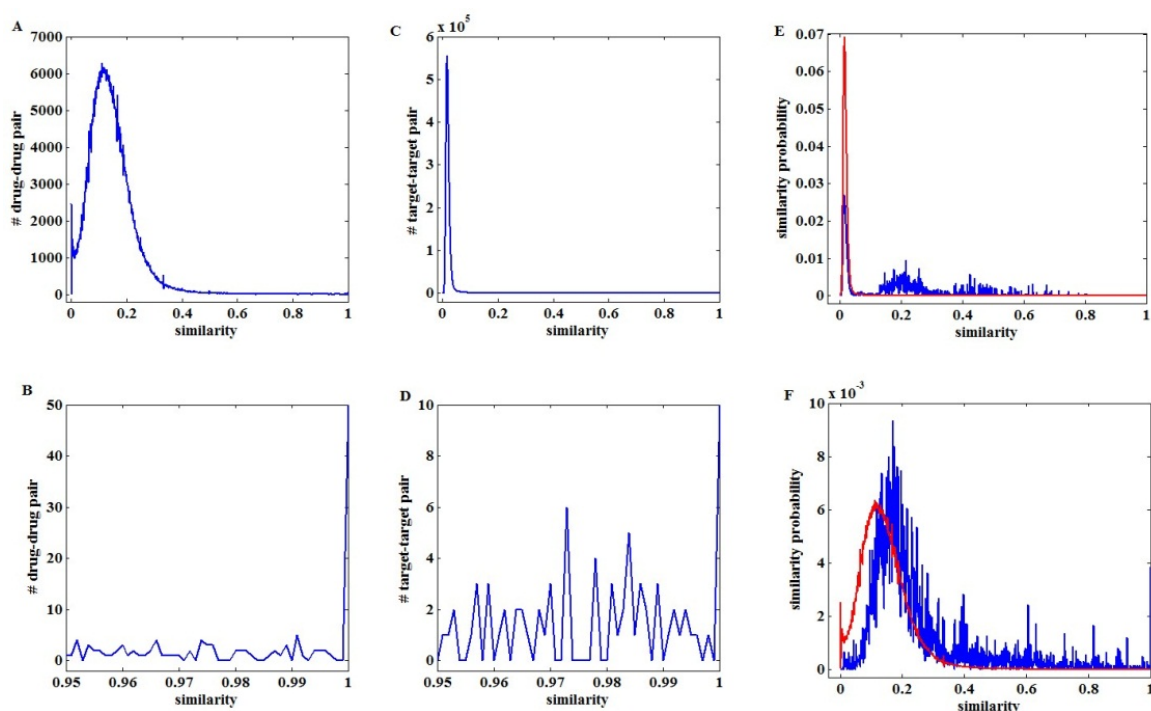 A
7000
6000
5000
4000
3000
2000
1000
0
# drug-drug pair
0 0.2 0.4 0.6 0.8 1
similarity
C
x 10^5
6
5
4
3
2
1
0
# target-target pair
0 0.2 0.4 0.6 0.8 1
similarity
E
0.07
0.06
0.05
0.04
0.03
0.02
0.01
0
similarity probability
0 0.2 0.4 0.6 0.8 1
similarity
B
50
40
30
20
10
0
# drug-drug pair
0.95 0.96 0.97 0.98 0.99 1
similarity
D
10
8
6
4
2
0
# target-target pair
0.95 0.96 0.97 0.98 0.99 1
similarity
F
x 10^-3
10
8
6
4
2
0
similarity probability
0 0.2 0.4 0.6 0.8 1
similarity